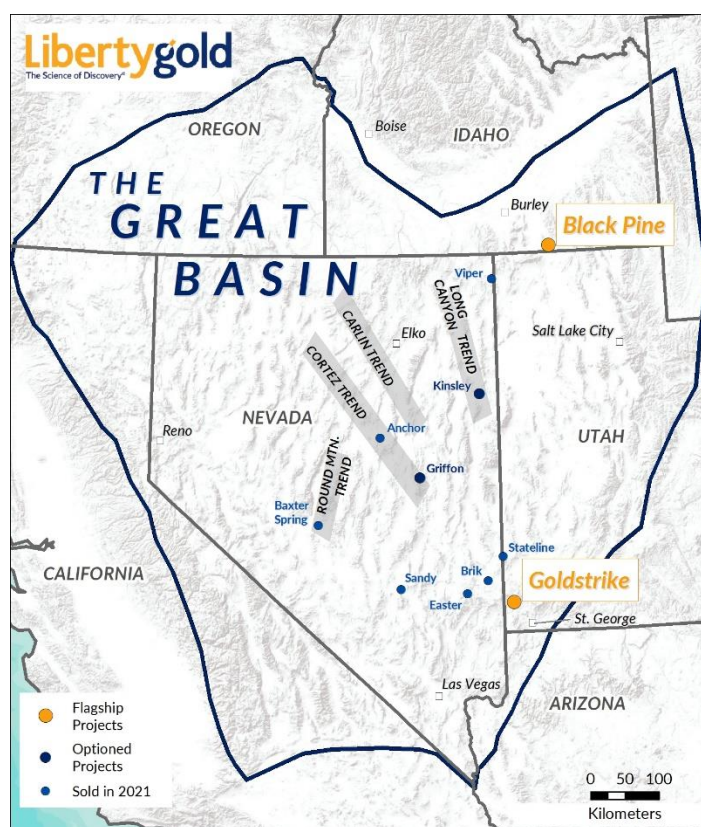 Libertygold
The Science of Discovery®
OREGON
IDAHO
Boise
THE
GREAT
BASIN
Burley
Black Pine
Viper
LONG
CANYON TREND
CARLIN TREND
Elko
Salt Lake City
CORTEZ TREND
Kinsley
NEVADA
Reno
Anchor
UTAH
ROUND MTN.
TREND
Griffon
Baxter
Spring
Stateline
CALIFORNIA
Sandy
Brik
Goldstrike
Easter
St. George
Las Vegas
ARIZONA
Flagship
Projects
Optioned
Projects
Sold in 2021
0 50 100
Kilometers